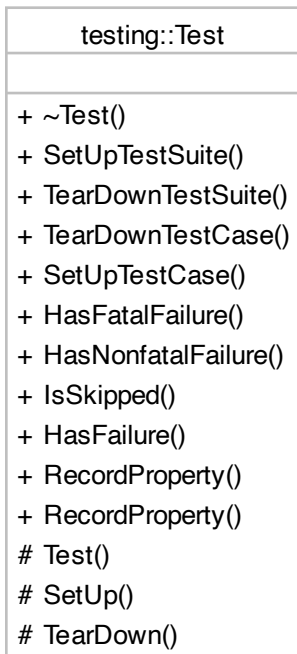 testing::Test
+ ~Test()
+ SetUpTestSuite()
+ TearDownTestSuite()
+ TearDownTestCase()
+ SetUpTestCase()
+ HasFatalFailure()
+ HasNonfatalFailure()
+ IsSkipped()
+ HasFailure()
+ RecordProperty()
+ RecordProperty()
# Test()
# SetUp()
# TearDown()